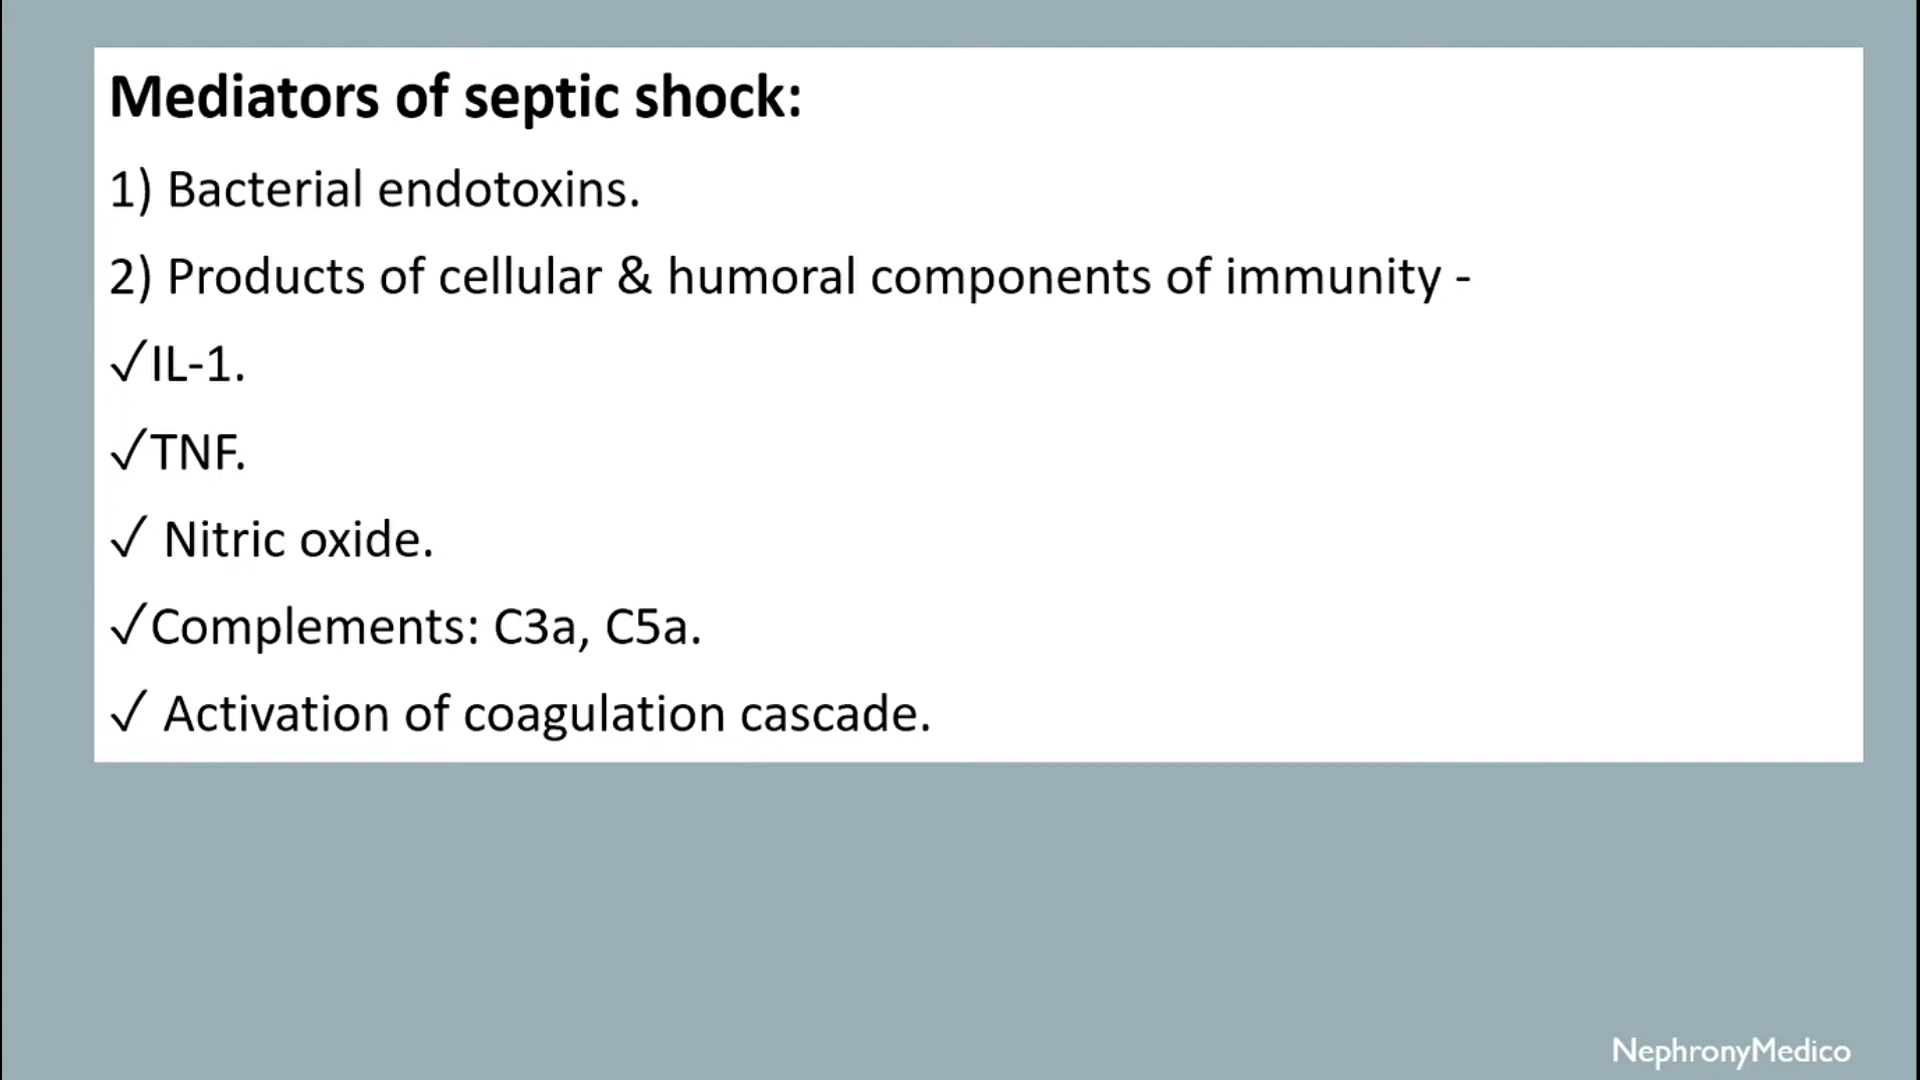 Mediators of septic shock:
1) Bacterial endotoxins.
2) Products of cellular & humoral components of immunity -
✓IL-1.
✓TNF.
✓ Nitric oxide.
✓Complements: C3a, C5a.
✓ Activation of coagulation cascade.
NephronyMedico